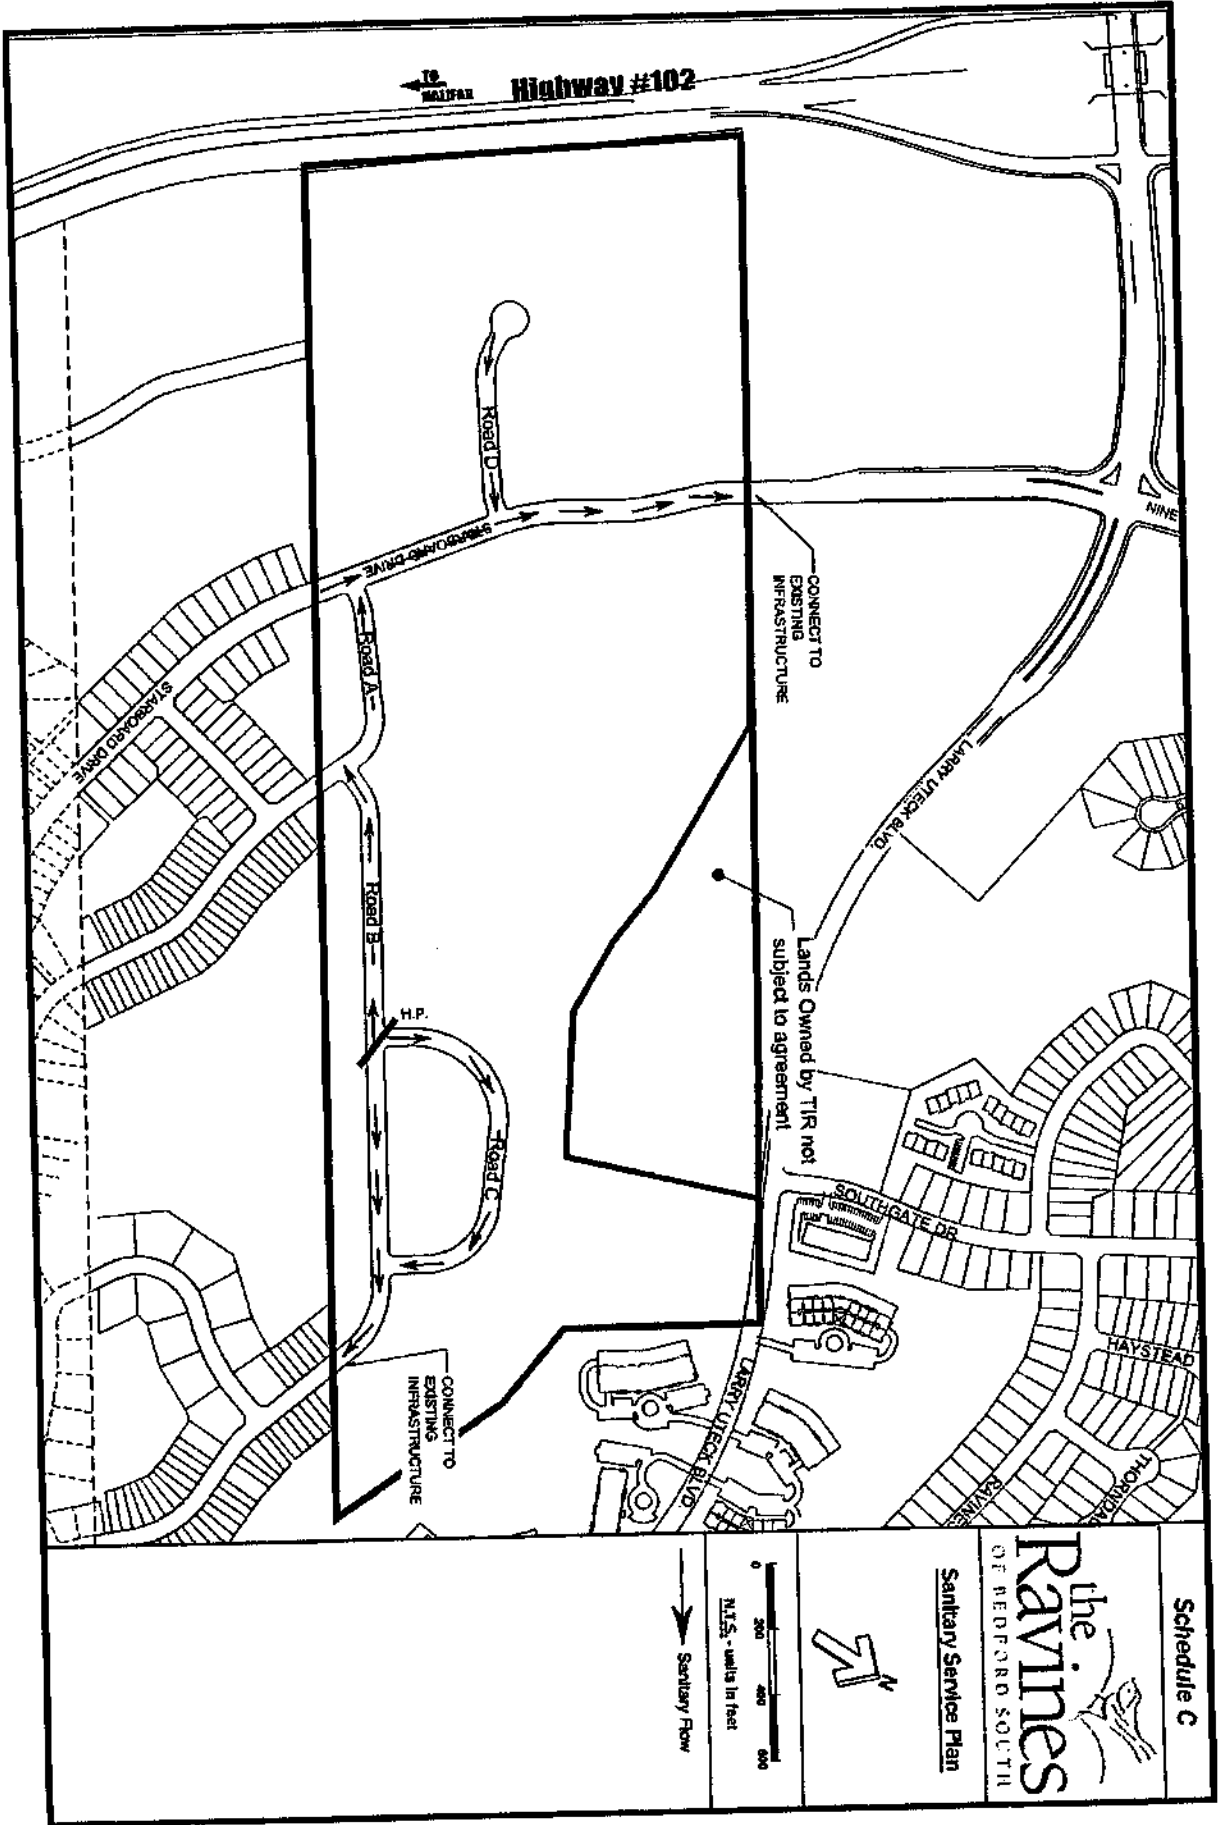 TO
HALIFAX
Highway #102
Road D
STARBOARD DRIVE
NINE
CONNECT TO
EXISTING
INFRASTRUCTURE
Road A
STARBOARD DRIVE
LARRY UTECK BLVD.
Road B
H.P.
Lands Owned by TIR not
subject to agreement
Road C
SOUTHGATE DR
HAYSTEAD
LARRY UTECK BLVD
CONNECT TO
EXISTING
INFRASTRUCTURE
RAVINE
THORNDA
Schedule C
the
Ravines
OF BEDFORD SOUTH
Sanitary Service Plan
N
0 200 400 600
N.T.S. - units in feet
Sanitary Flow